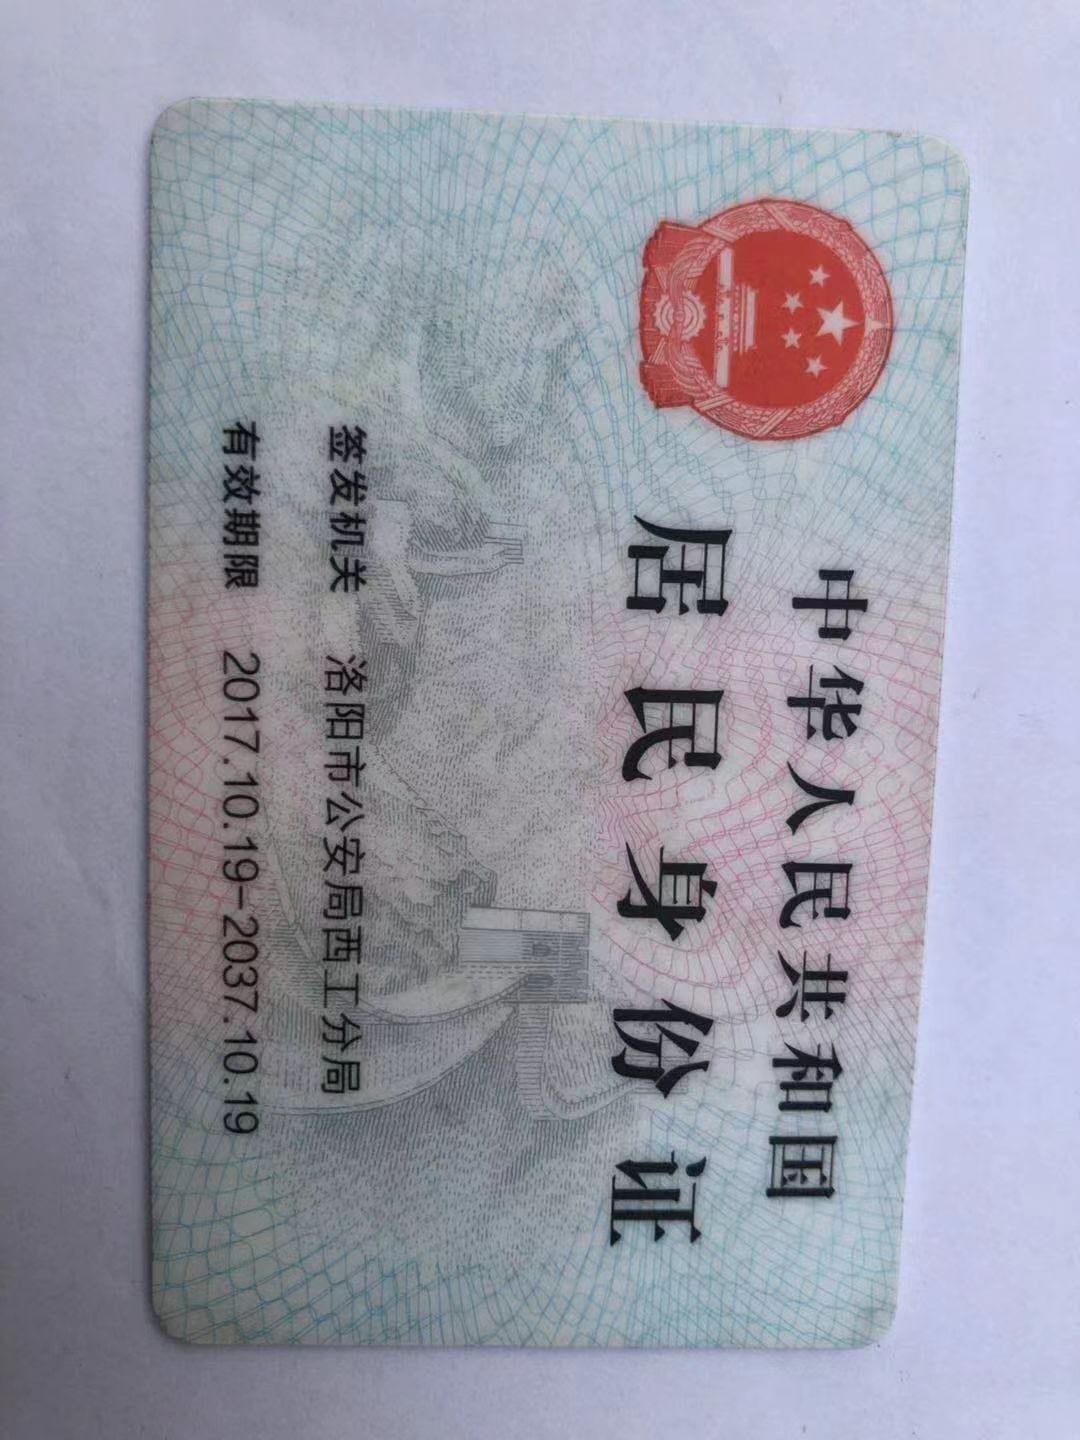 中华人民共和国
居民身份证
签发机关 洛阳市公安局西工分局
有效期限 2017.10.19-2037.10.19